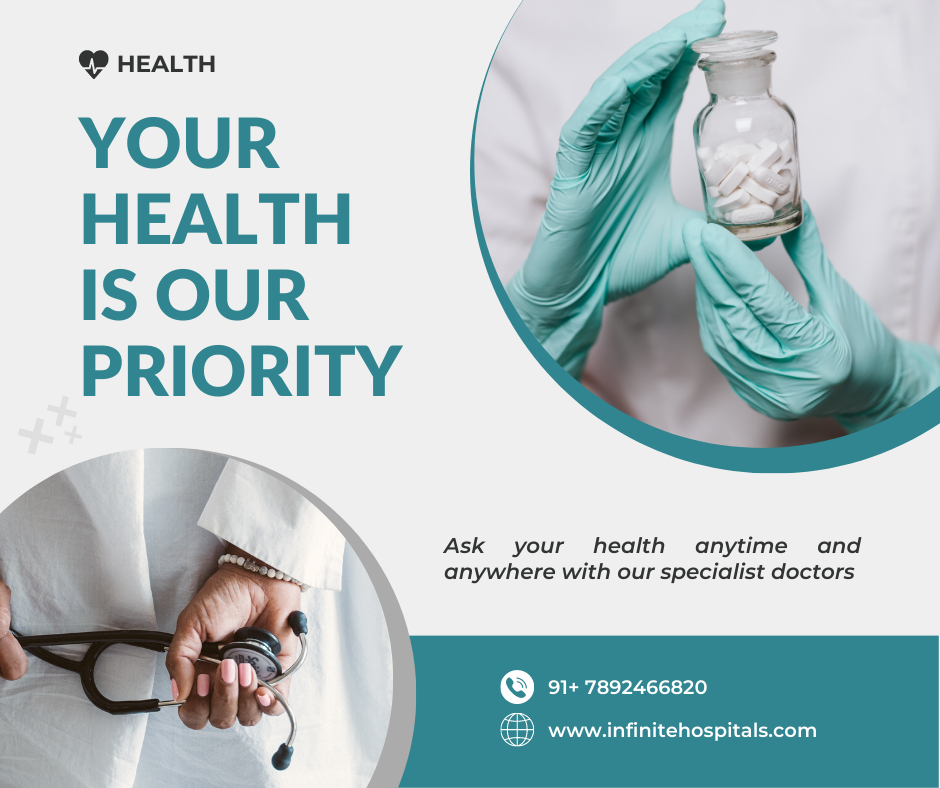 HEALTH
YOUR
HEALTH
IS OUR
PRIORITY
Ask your health anytime and
anywhere with our specialist doctors
91+ 7892466820
www.infinitehospitals.com